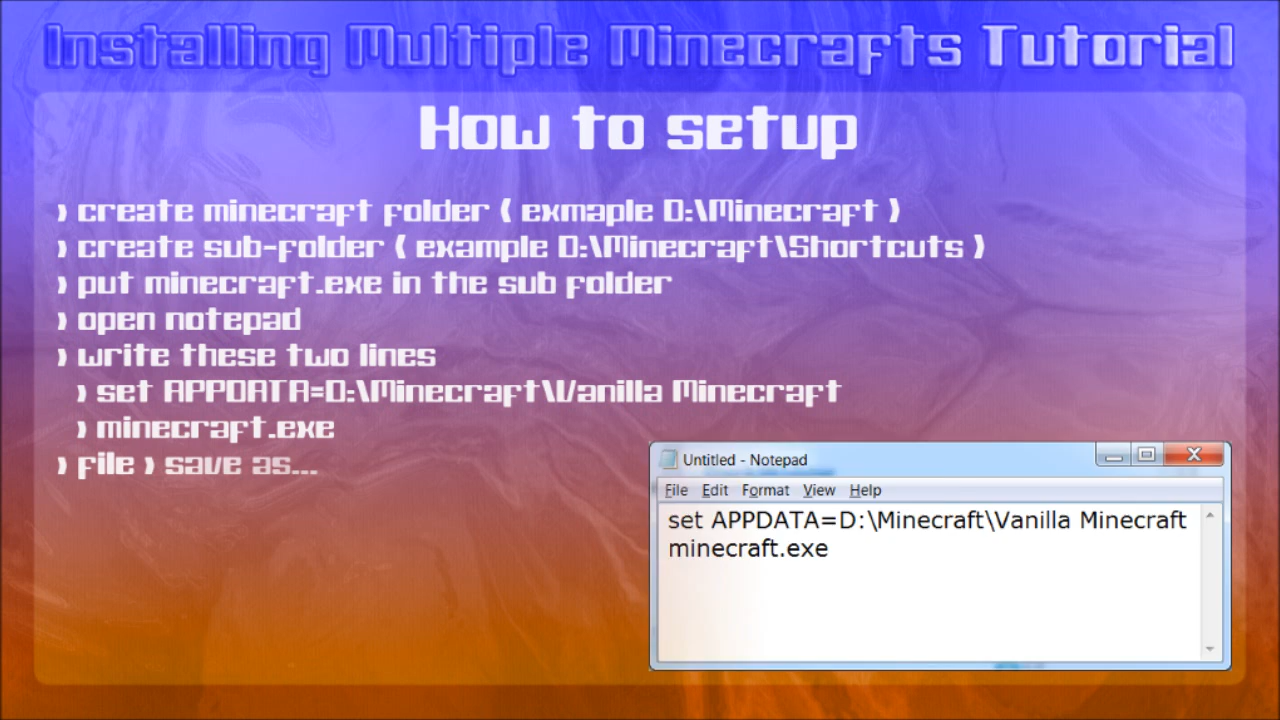 Installing Multiple Minecrafts Tutorial
How to setup
) create minecraft folder ( exmaple D:\Minecraft )
) create sub-folder ( example D:\Minecraft\Shortcuts )
) put minecraft.exe in the sub folder
) open notepad
) write these two lines
) set APPDATA=D:\Minecraft\Vanilla Minecraft
) minecraft.exe
) file ) save as...
Untitled - Notepad
File Edit Format View Help
set APPDATA=D:\Minecraft\Vanilla Minecraft
minecraft.exe